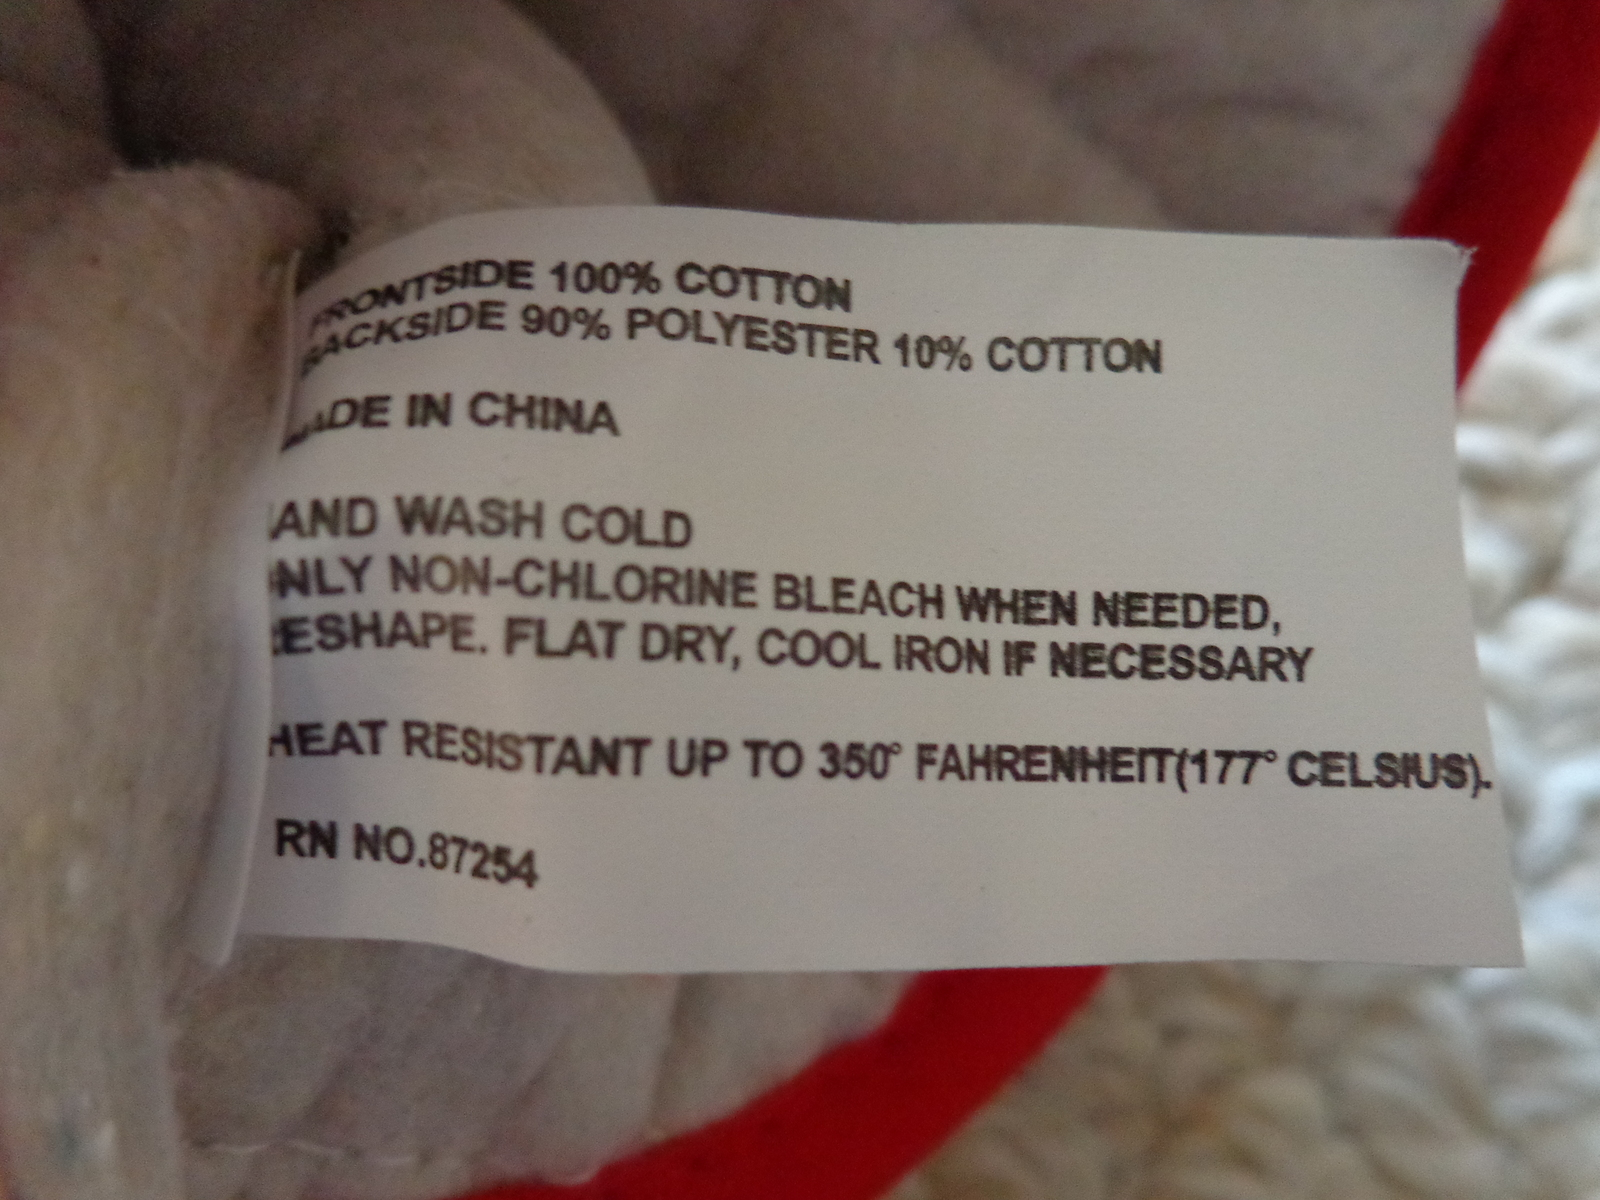 FRONTSIDE 100% COTTON
BACKSIDE 90% POLYESTER 10% COTTON
MADE IN CHINA
HAND WASH COLD
ONLY NON-CHLORINE BLEACH WHEN NEEDED,
RESHAPE. FLAT DRY, COOL IRON IF NECESSARY
HEAT RESISTANT UP TO 350° FAHRENHEIT(177° CELSIUS).
RN NO.87254